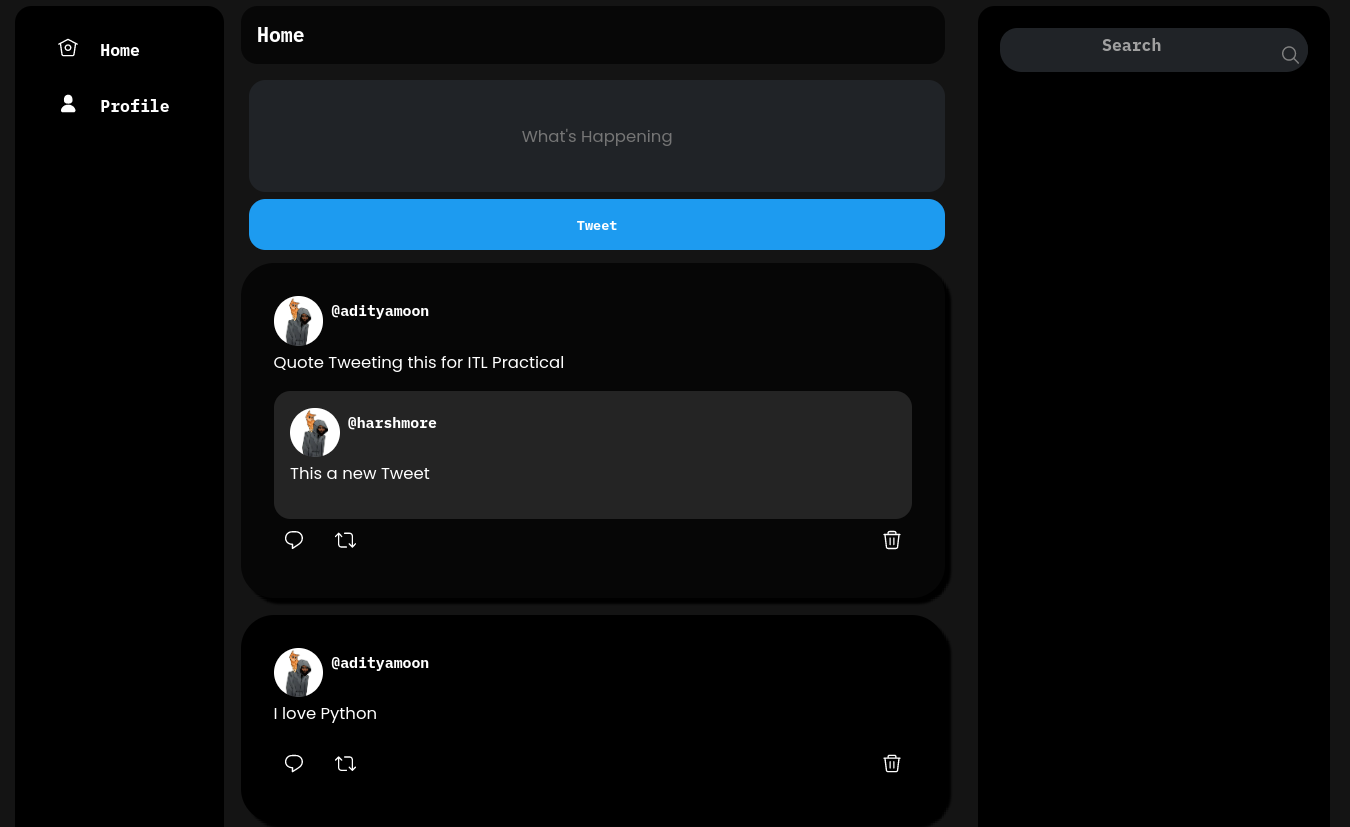 Home
Profile
Home
What's Happening
Tweet
@adityamoon
Quote Tweeting this for ITL Practical
@harshmore
This a new Tweet
@adityamoon
I love Python
Search